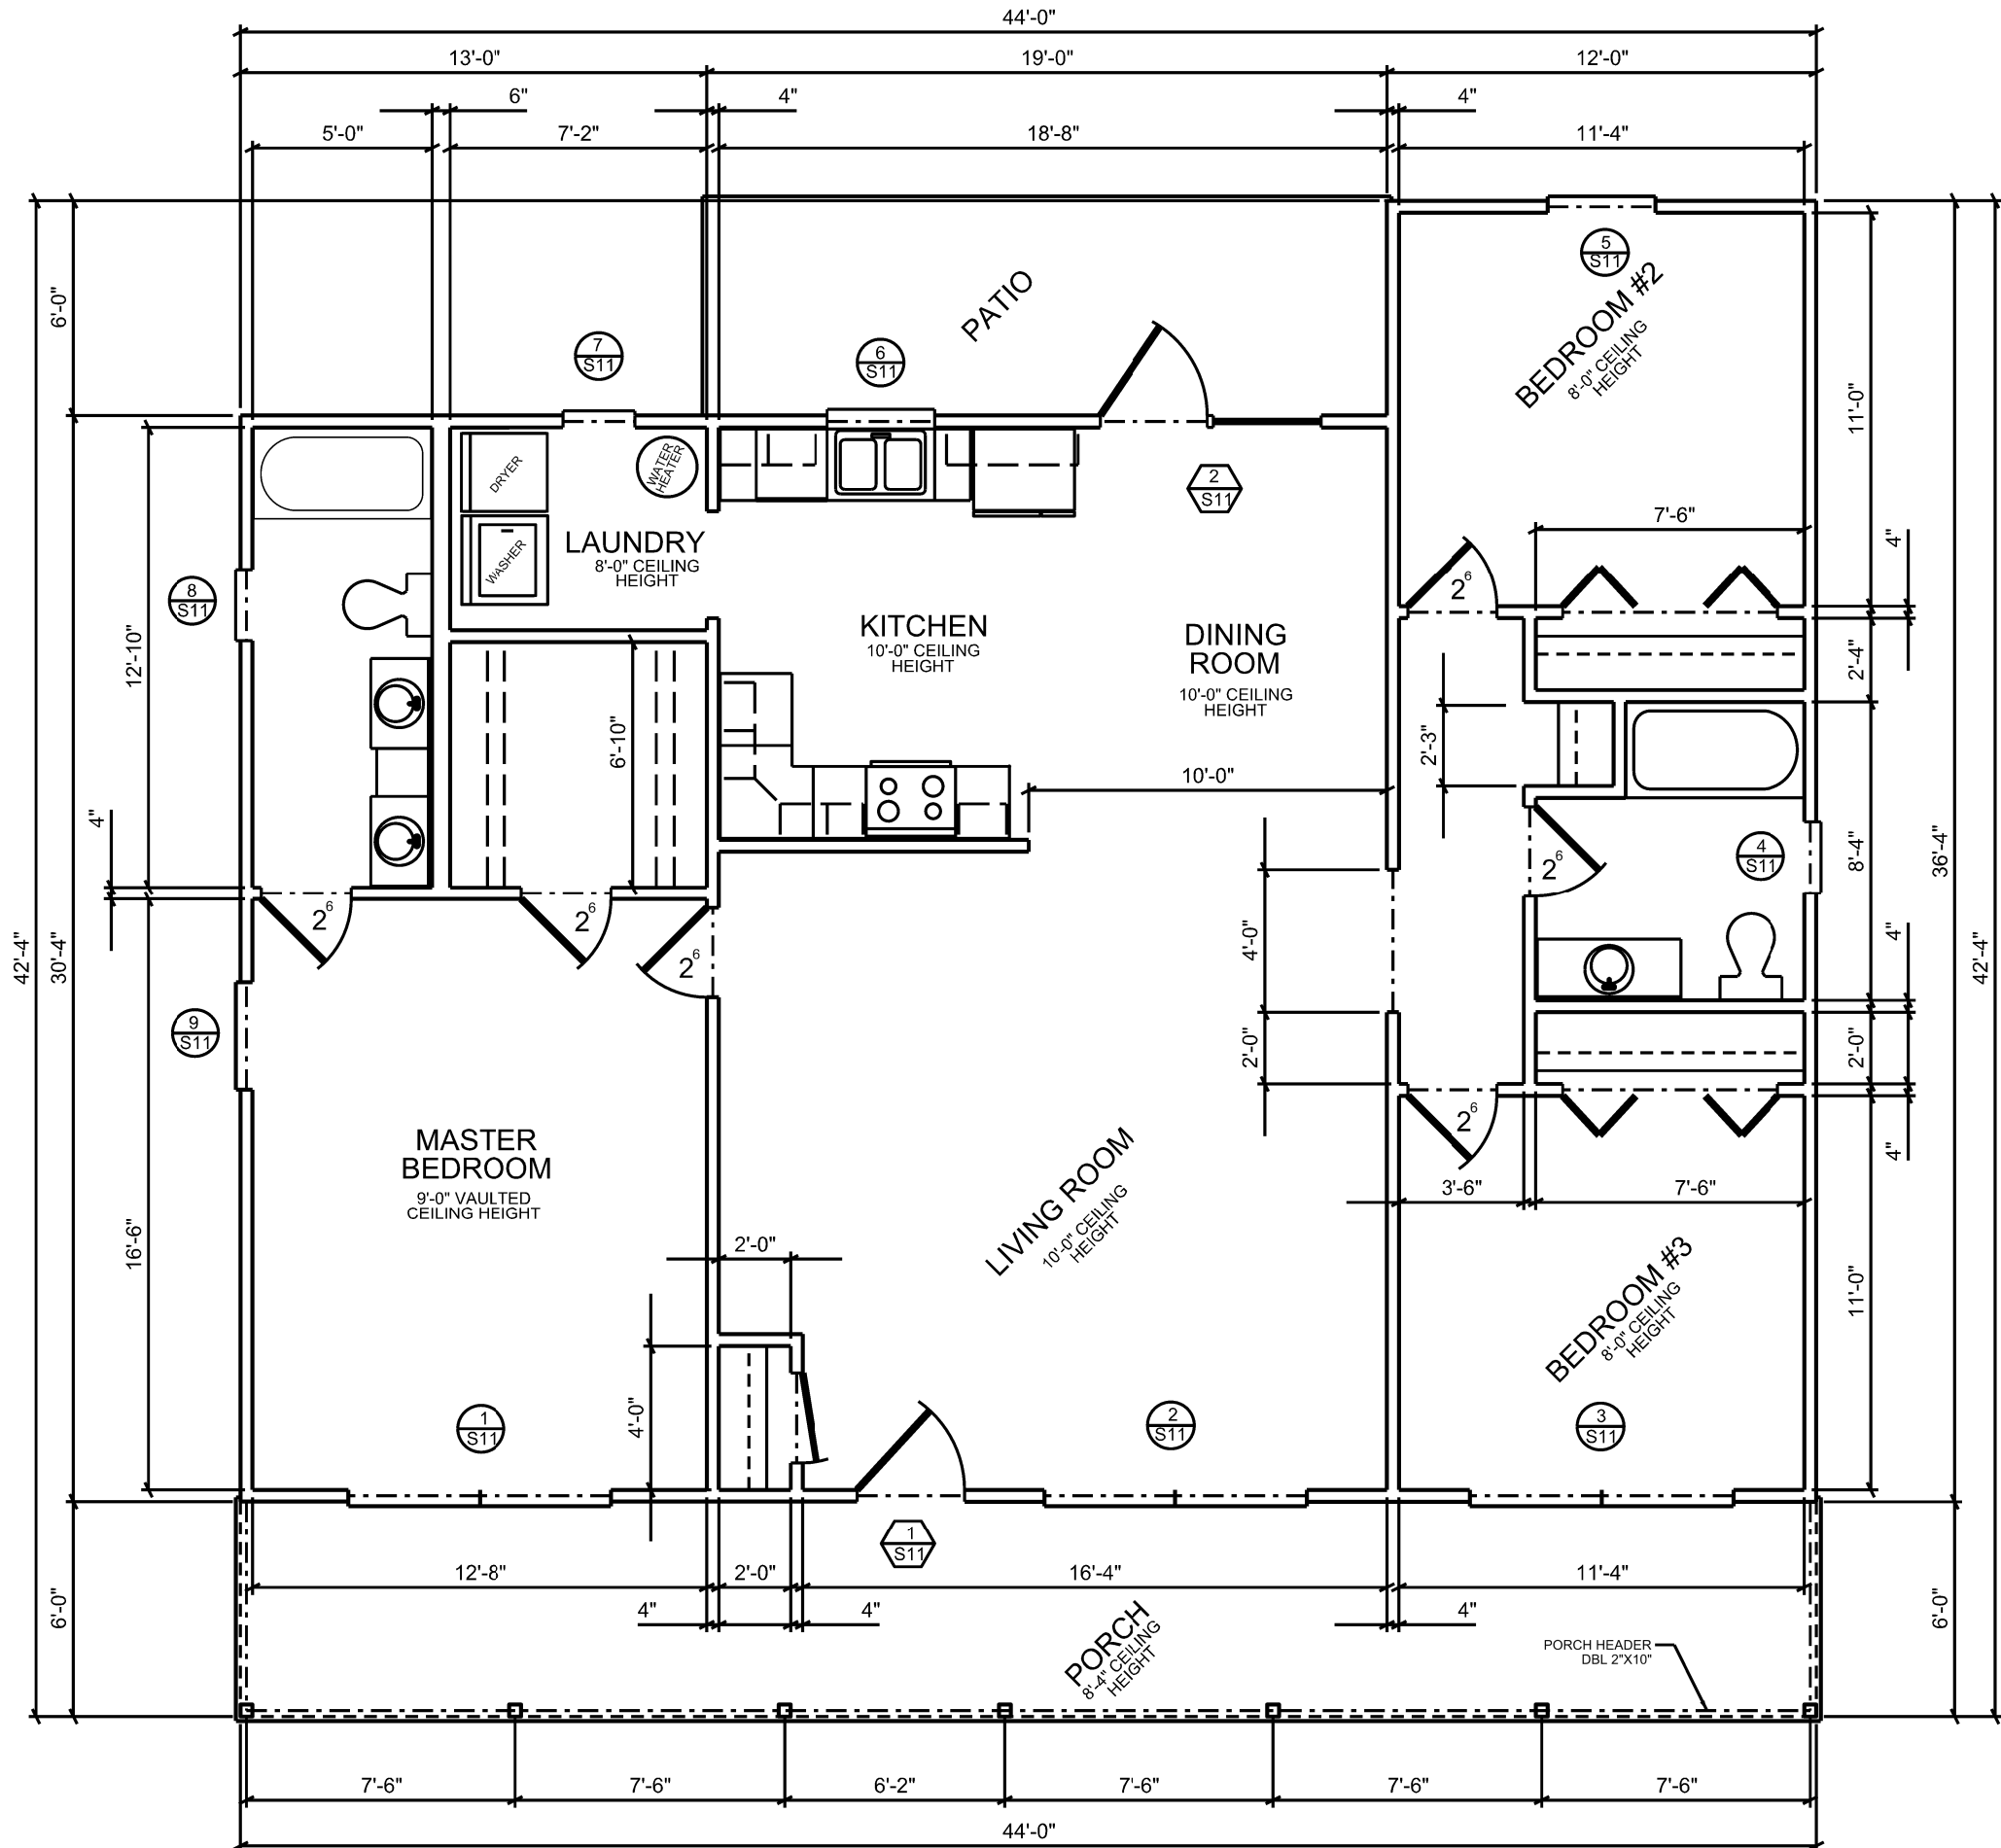 44'-0"
13'-0"
19'-0"
12'-0"
6"
4"
4"
5'-0"
7'-2"
18'-8"
11'-4"
6'-0"
5
S11
BEDROOM #2
8'-0" CEILING
HEIGHT
PATIO
7
S11
6
S11
11'-0"
DRYER
WATER
HEATER
2
S11
7'-6"
4"
WASHER
LAUNDRY
8'-0" CEILING
HEIGHT
8
S11
2⁶
KITCHEN
10'-0" CEILING
HEIGHT
DINING
ROOM
10'-0" CEILING
HEIGHT
12'-10"
2'-4"
6'-10"
2'-3"
10'-0"
4"
2⁶
4
S11
8'-4"
36'-4"
42'-4"
30'-4"
2⁶
2⁶
2⁶
4'-0"
4"
42'-4"
9
S11
2'-0"
2'-0"
2⁶
4"
MASTER
BEDROOM
9'-0" VAULTED
CEILING HEIGHT
LIVING ROOM
10'-0" CEILING
HEIGHT
3'-6"
7'-6"
16'-6"
2'-0"
BEDROOM #3
8'-0" CEILING
HEIGHT
11'-0"
4'-0"
1
S11
2
S11
3
S11
1
S11
12'-8"
2'-0"
16'-4"
11'-4"
6'-0"
6'-0"
4"
4"
4"
PORCH
8'-4" CEILING
HEIGHT
PORCH HEADER
DBL 2"X10"
7'-6"
7'-6"
6'-2"
7'-6"
7'-6"
7'-6"
44'-0"